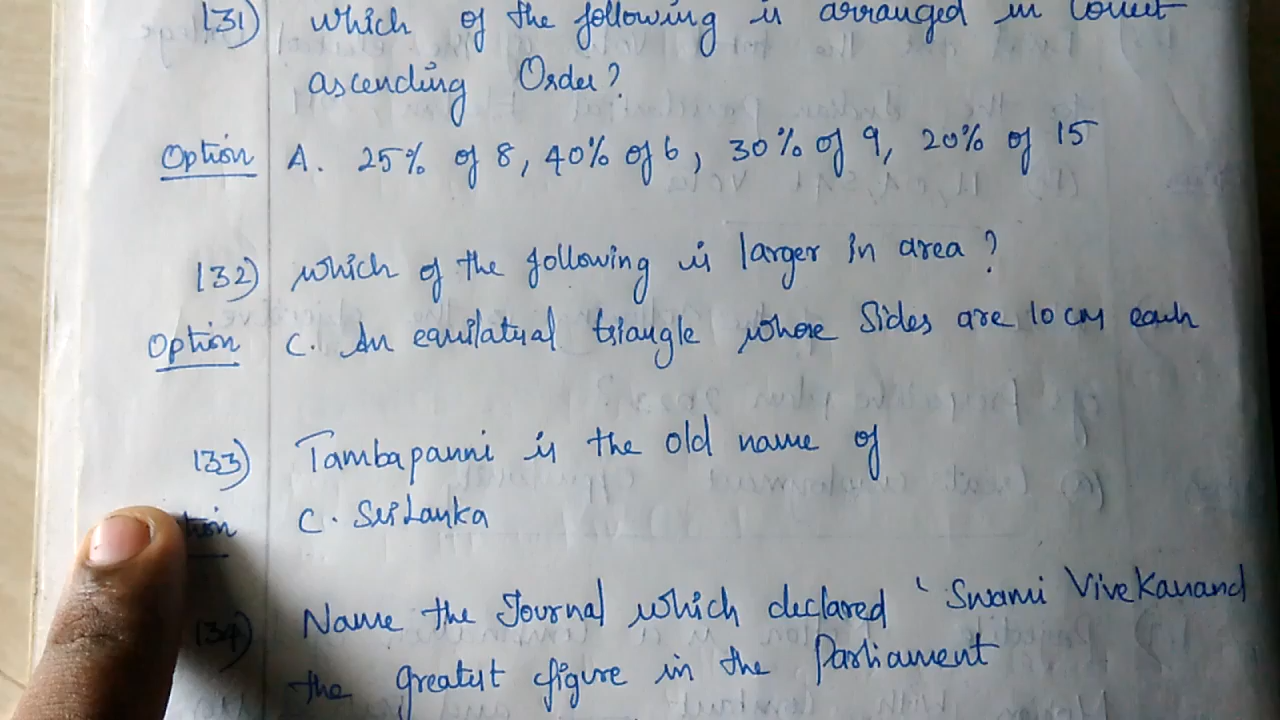 131) Which of the following is arranged in Correct
ascending Order?
Option A. 25% of 8, 40% of 6, 30% of 9, 20% of 15
132) Which of the following is larger in area?
Option C. An equilatual triangle whose Sides are 10 cm each
133) Tambapanni is the old name of
C. SriLanka
134) Name the Journal which declared 'Swami Vivekanand
the greatest figure in the Parliament